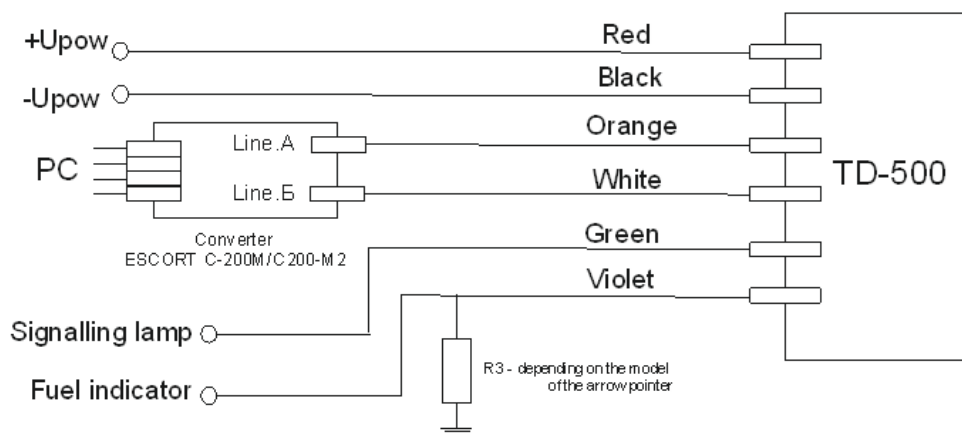 +Upow
Red
-Upow
Black
Orange
PC
Line.A
Line.Б
White
TD-500
Converter
ESCORT C-200M/C200-M2
Green
Violet
Signalling lamp
Fuel indicator
R3 - depending on the model
of the arrow pointer